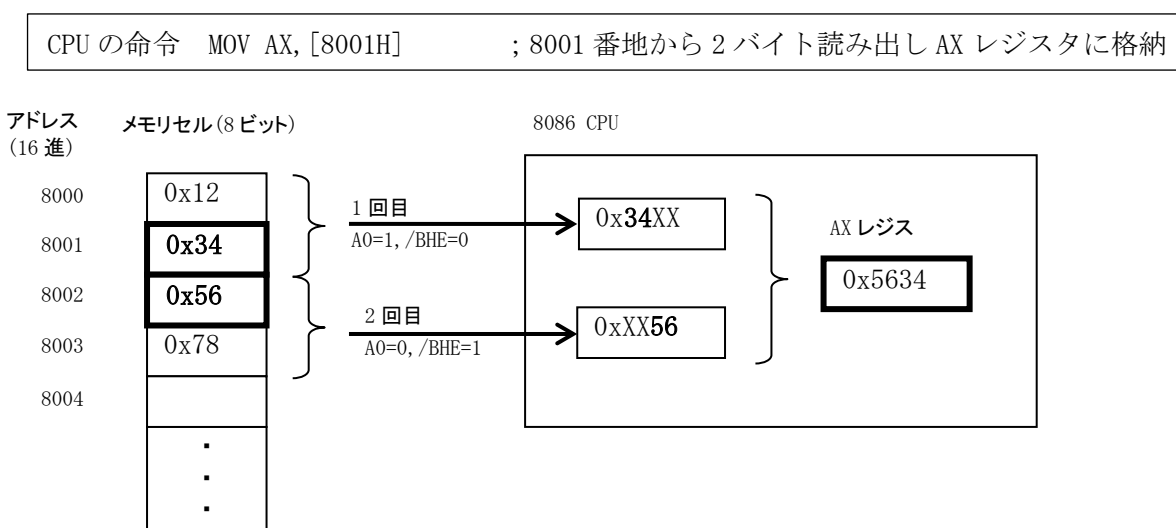 CPU の命令　MOV AX,[8001H]　　;8001 番地から 2 バイト読み出し AX レジスタに格納
アドレス
(16 進)
メモリセル(8 ビット)
8086 CPU
8000
0x12
8001
0x34
8002
0x56
8003
0x78
8004
・
・
・
1 回目
A0=1,/BHE=0
2 回目
A0=0,/BHE=1
0x34XX
0xXX56
AX レジス
0x5634